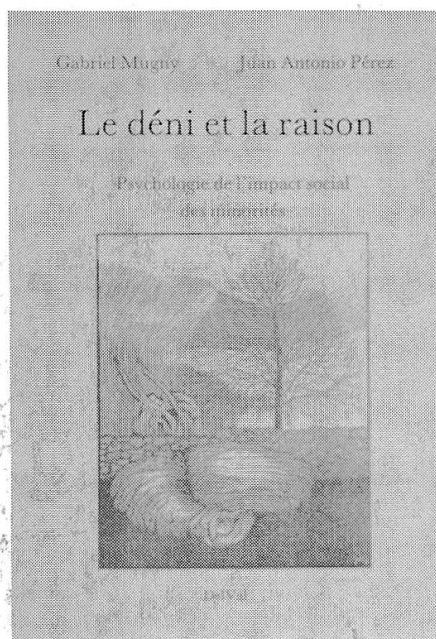 Gabriel Mugny Juan Antonio Pérez
Le déni et la raison
Psychologie de l'impact social
des minorités
DelVal